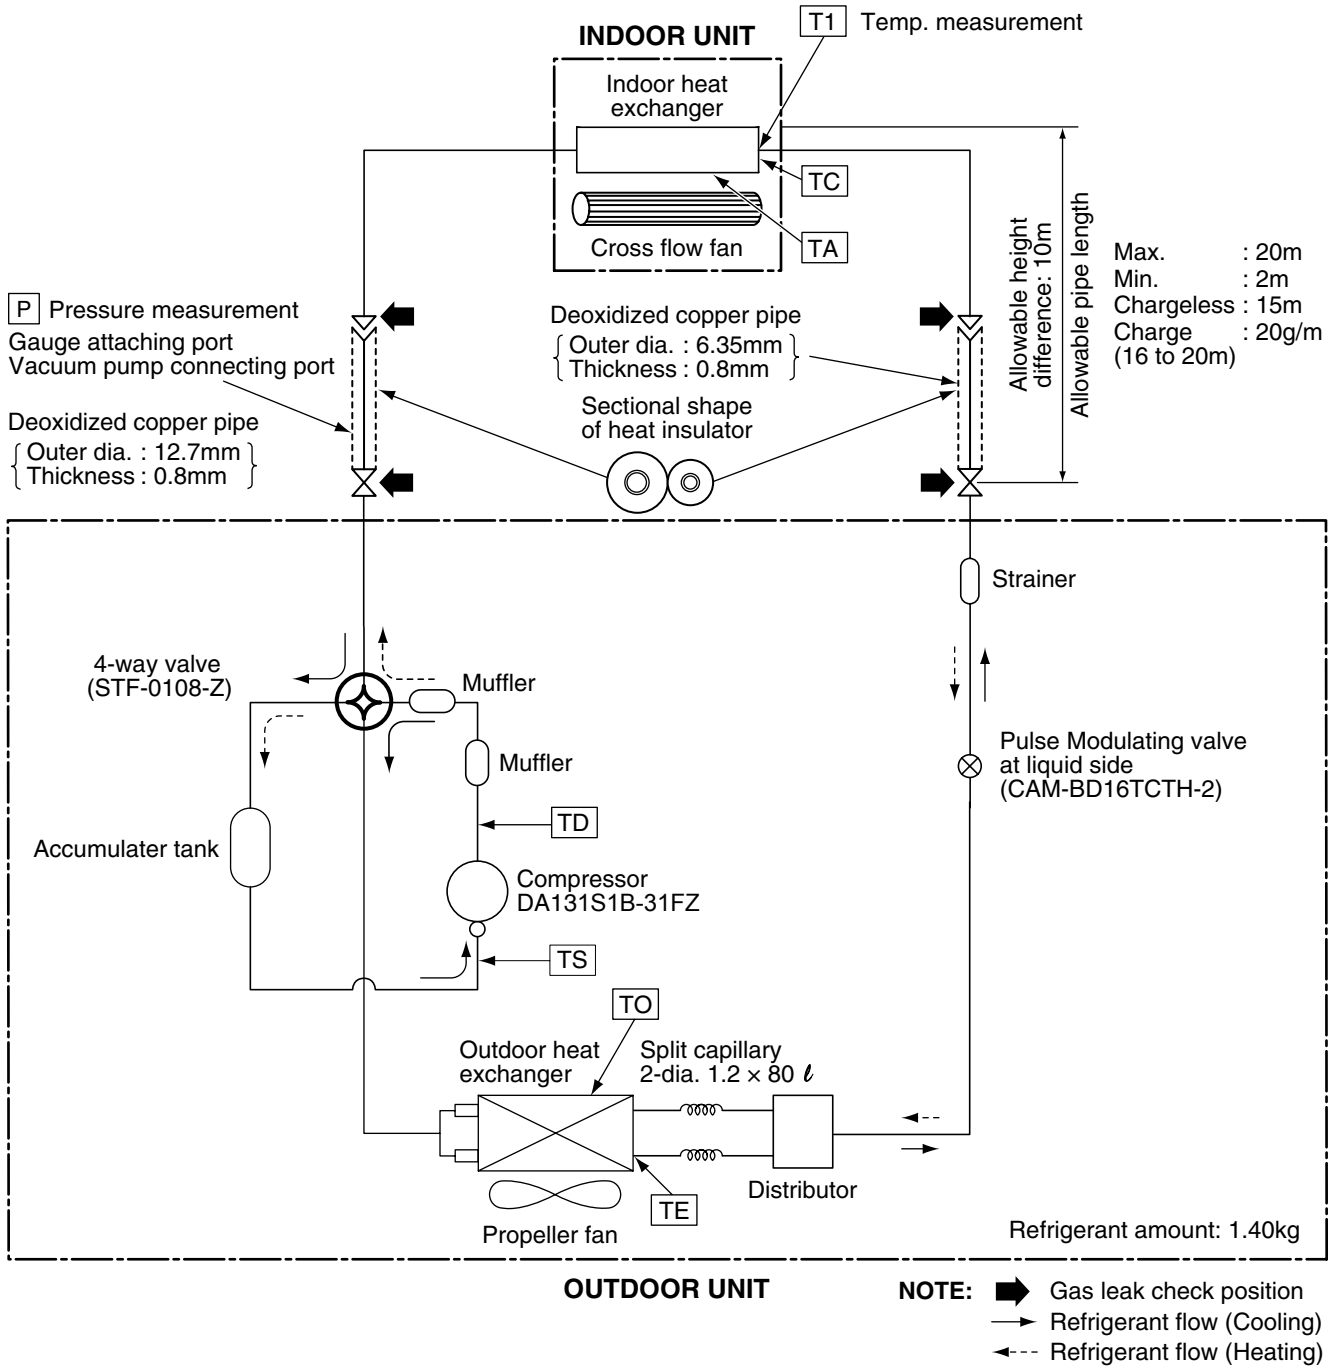 T1 Temp. measurement
INDOOR UNIT
Indoor heat
exchanger
TC
Cross flow fan
TA
Allowable height
difference: 10m
Allowable pipe length
Max. : 20m
Min. : 2m
Chargeless : 15m
Charge : 20g/m
(16 to 20m)
P Pressure measurement
Gauge attaching port
Vacuum pump connecting port
Deoxidized copper pipe
Outer dia. : 12.7mm
Thickness : 0.8mm
Deoxidized copper pipe
Outer dia. : 6.35mm
Thickness : 0.8mm
Sectional shape
of heat insulator
Strainer
4-way valve
(STF-0108-Z)
Muffler
Muffler
Pulse Modulating valve
at liquid side
(CAM-BD16TCTH-2)
TD
Accumulater tank
Compressor
DA131S1B-31FZ
TS
TO
Outdoor heat
exchanger
Split capillary
2-dia. 1.2 × 80 ℓ
TE
Distributor
Propeller fan
Refrigerant amount: 1.40kg
OUTDOOR UNIT
NOTE: Gas leak check position
Refrigerant flow (Cooling)
Refrigerant flow (Heating)